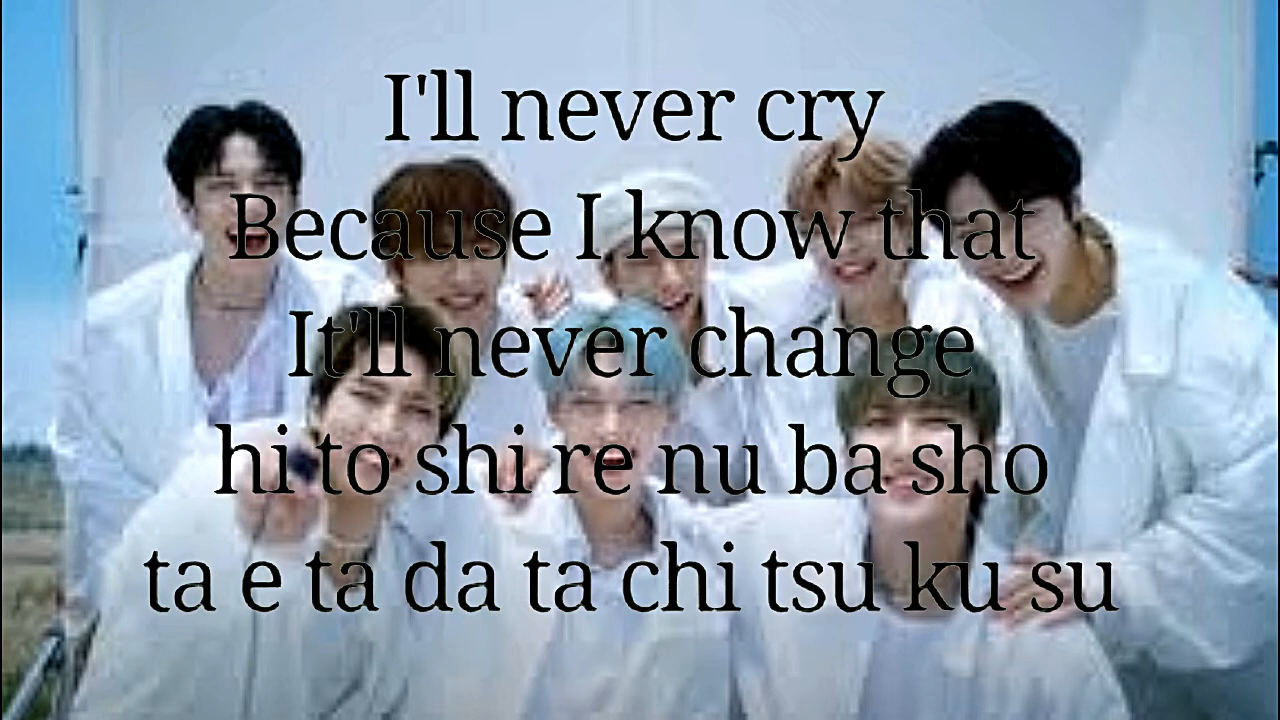 I'll never cry
Because I know that
It'll never change
hi to shi re nu ba sho
ta e ta da ta chi tsu ku su